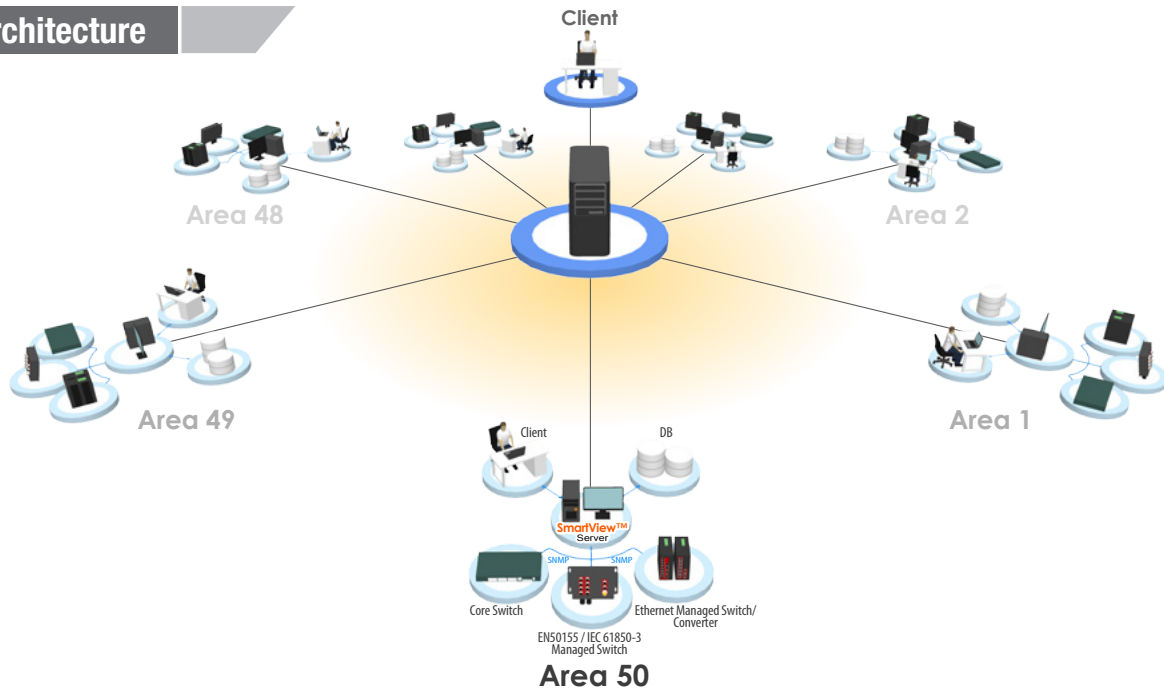 rchitecture
Client
Area 48
Area 2
Area 49
Area 1
Client
DB
SmartView™
Server
SNMP
SNMP
Core Switch
Ethernet Managed Switch/
Converter
EN50155 / IEC 61850-3
Managed Switch
Area 50